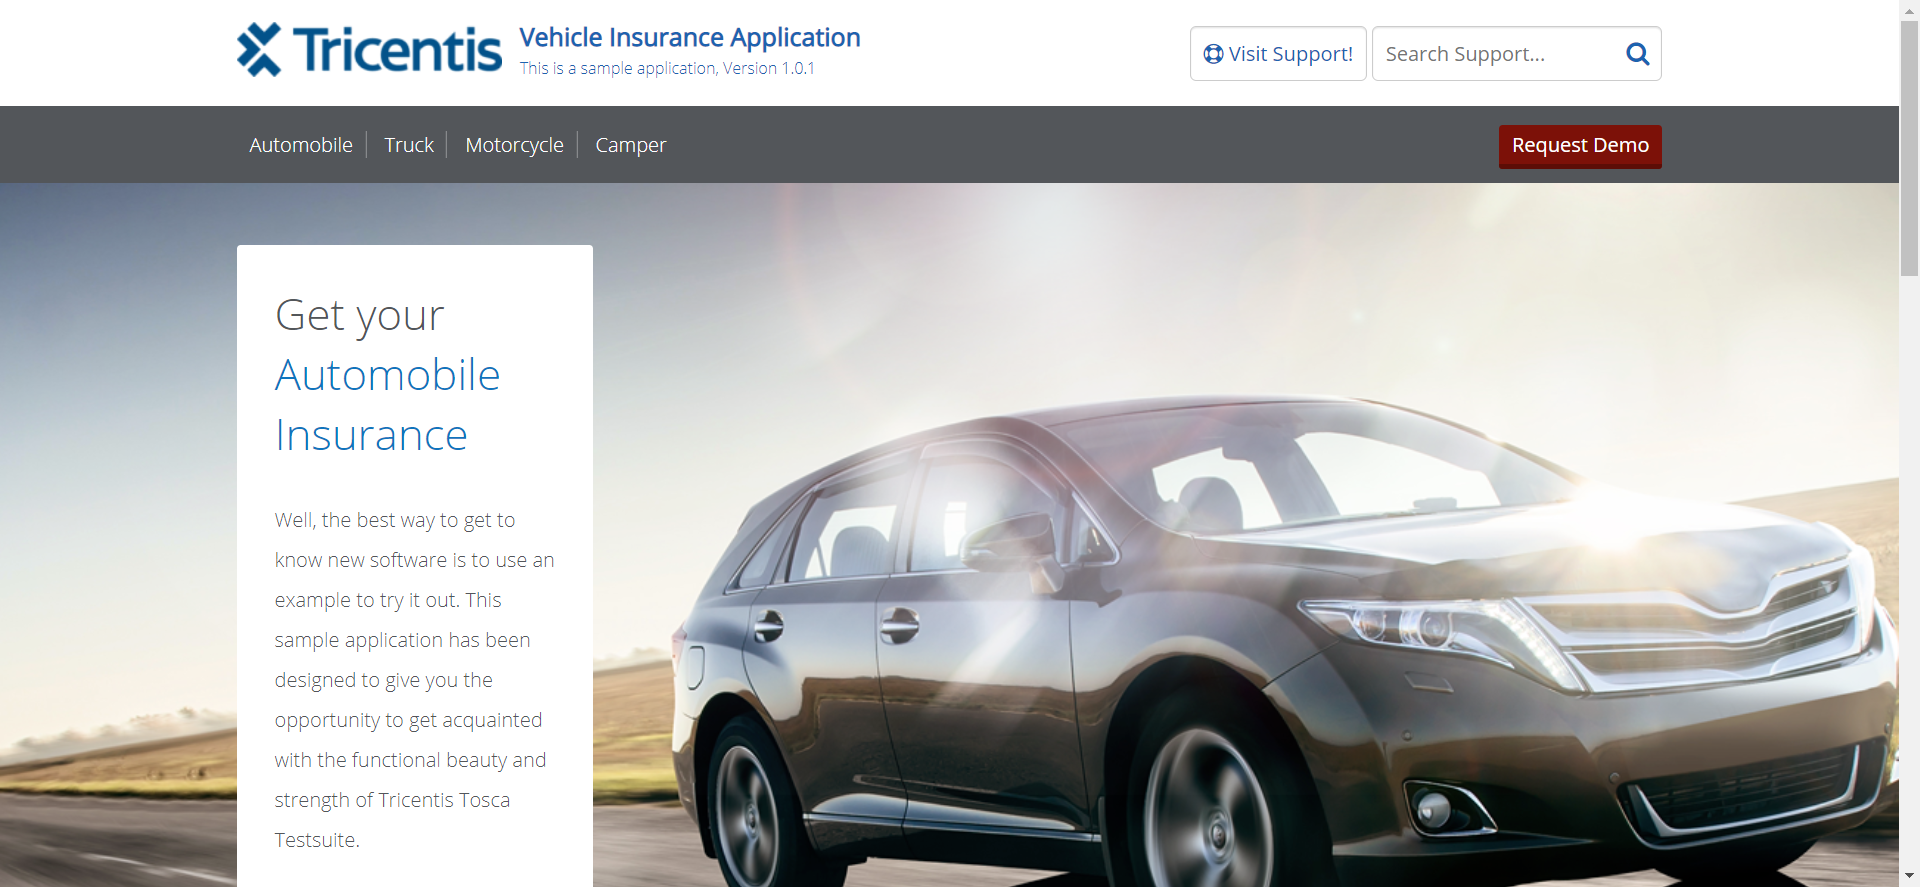 Tricentis
Vehicle Insurance Application
This is a sample application, Version 1.0.1
Visit Support!
Search Support...
Automobile
Truck
Motorcycle
Camper
Request Demo
Get your
Automobile
Insurance
Well, the best way to get to
know new software is to use an
example to try it out. This
sample application has been
designed to give you the
opportunity to get acquainted
with the functional beauty and
strength of Tricentis Tosca
Testsuite.